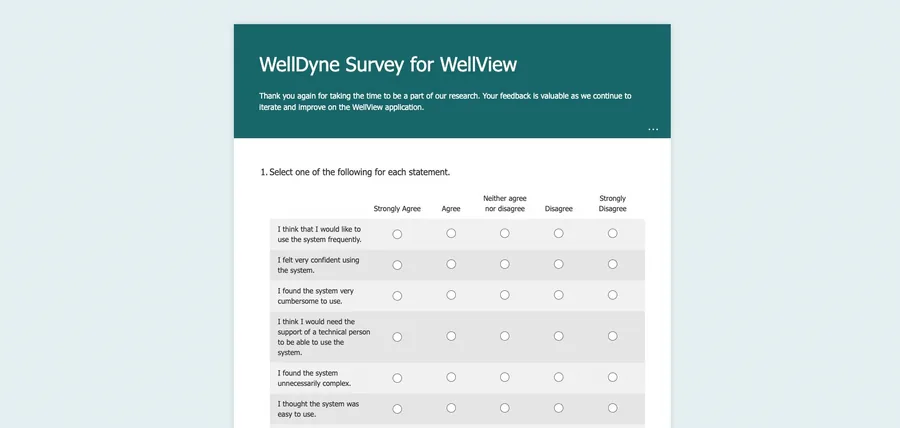 WellDyne Survey for WellView
Thank you again for taking the time to be a part of our research. Your feedback is valuable as we continue to
iterate and improve on the WellView application.
...
1. Select one of the following for each statement.
Strongly Agree
Agree
Neither agree
nor disagree
Disagree
Strongly
Disagree
I think that I would like to
use the system frequently.
I felt very confident using
the system.
I found the system very
cumbersome to use.
I think I would need the
support of a technical person
to be able to use the
system.
I found the system
unnecessarily complex.
I thought the system was
easy to use.